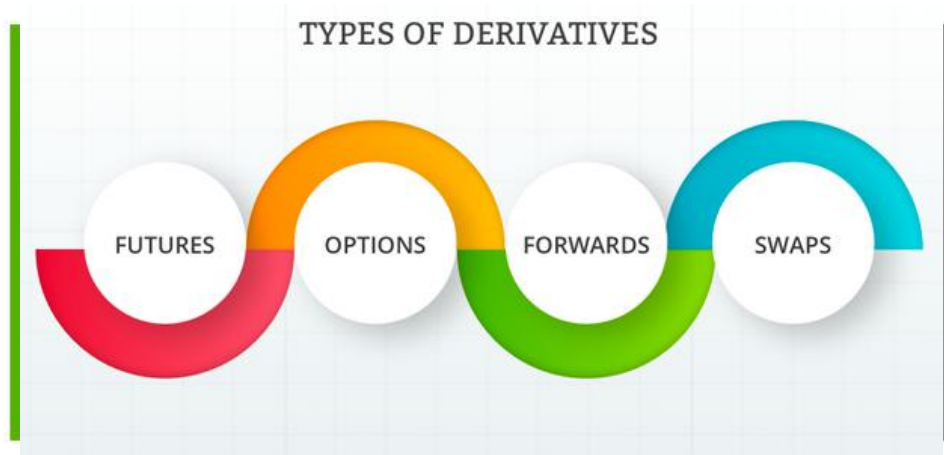 TYPES OF DERIVATIVES
FUTURES
OPTIONS
FORWARDS
SWAPS